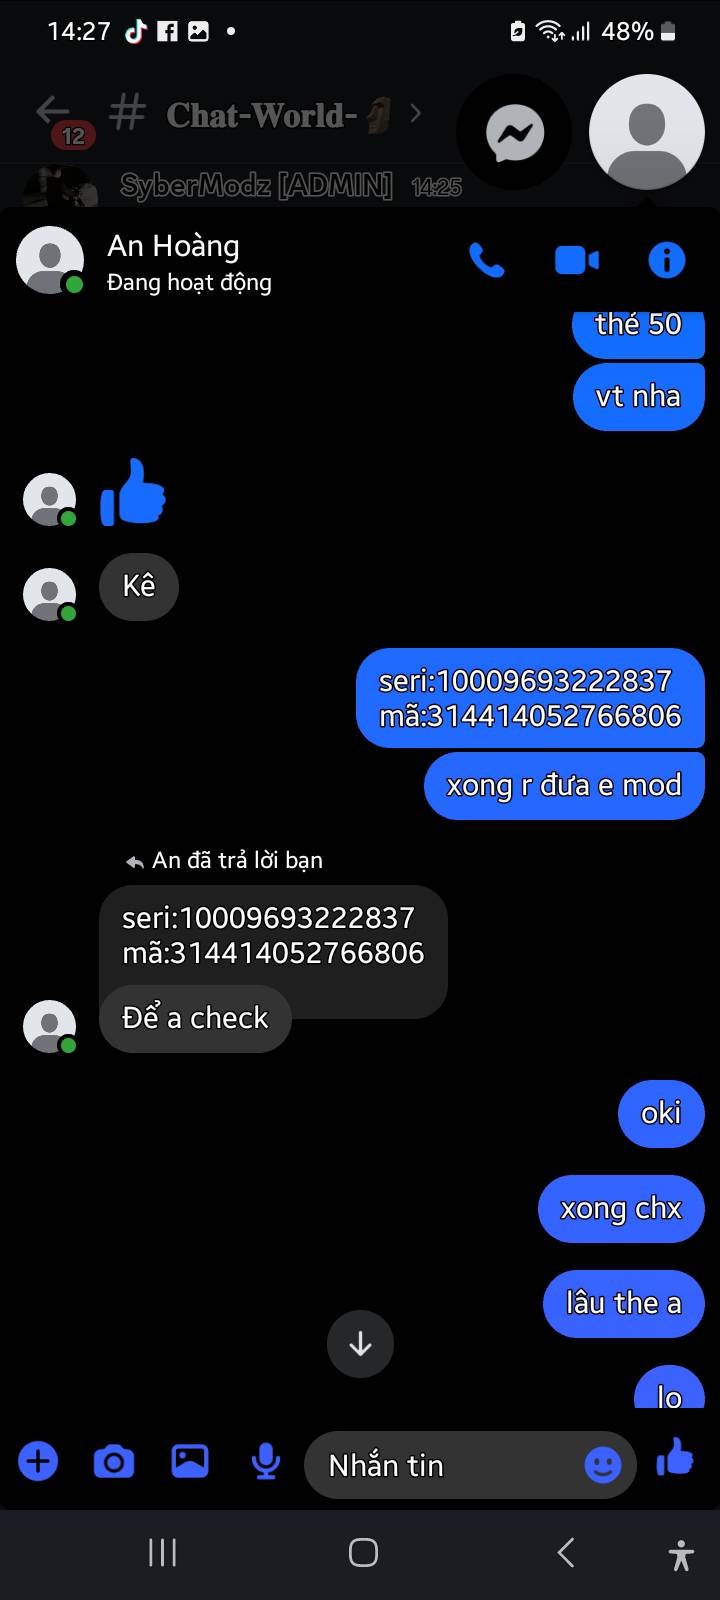 14:27
48%
12
# Chat-World-🗿 >
SyberModz [ADMIN] 14:25
An Hoàng
Đang hoạt động
thẻ 50
vt nha
Kê
seri:10009693222837
mã:314414052766806
xong r đưa e mod
An đã trả lời bạn
seri:10009693222837
mã:314414052766806
Để a check
oki
xong chx
lâu the a
lo
Nhắn tin